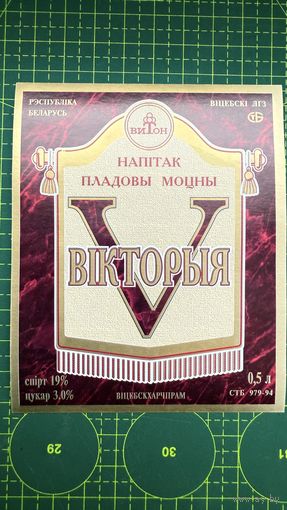 РЭСПУБЛІКА
БЕЛАРУСЬ
ВІЦЕБСКІ ЛГЗ
ВИТОН
НАПІТАК
ПЛАДОВЫ МОЦНЫ
V
ВІКТОРЫЯ
спірт 19%
цукар 3,0%
0,5 л
СТБ 979-94
ВІЦЕБСКХАРЧПРАМ
29
30
31